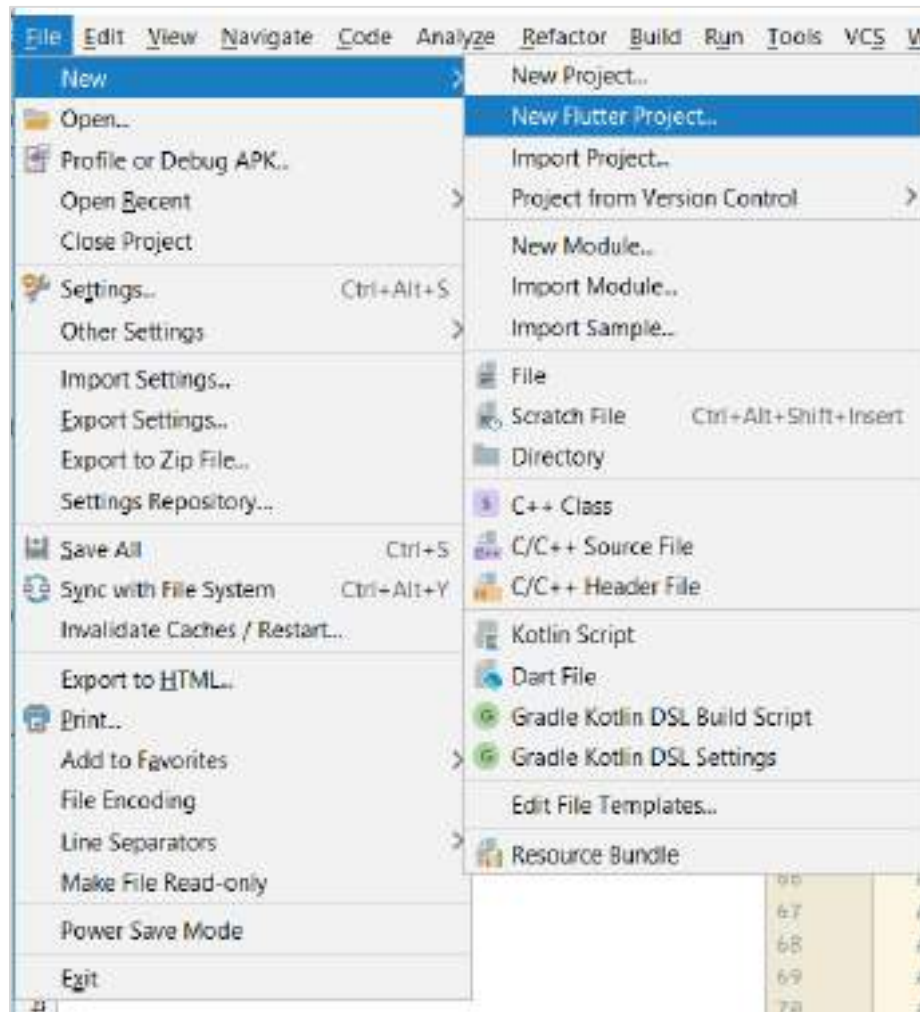 File Edit View Navigate Code Analyze Refactor Build Run Tools VCS W
New
Open...
Profile or Debug APK...
Open Recent
Close Project
Settings... Ctrl+Alt+S
Other Settings
Import Settings...
Export Settings...
Export to Zip File...
Settings Repository...
Save All Ctrl+S
Sync with File System Ctrl+Alt+Y
Invalidate Caches / Restart...
Export to HTML...
Print...
Add to Favorites
File Encoding
Line Separators
Make File Read-only
Power Save Mode
Exit
New Project...
New Flutter Project...
Import Project...
Project from Version Control
New Module...
Import Module...
Import Sample...
File
Scratch File Ctrl+Alt+Shift+Insert
Directory
S C++ Class
C++ C/C++ Source File
C/C++ Header File
Kotlin Script
Dart File
G Gradle Kotlin DSL Build Script
G Gradle Kotlin DSL Settings
Edit File Templates...
Resource Bundle
66
67
68
69
70